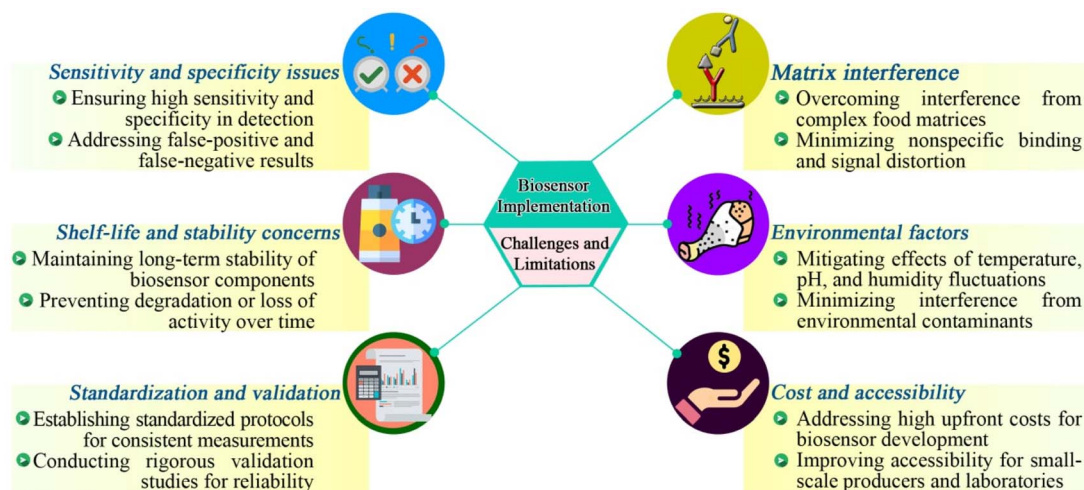 Sensitivity and specificity issues
Ensuring high sensitivity and
specificity in detection
Addressing false-positive and
false-negative results
Shelf-life and stability concerns
Maintaining long-term stability of
biosensor components
Preventing degradation or loss of
activity over time
Standardization and validation
Establishing standardized protocols
for consistent measurements
Conducting rigorous validation
studies for reliability
Biosensor
Implementation
Challenges and
Limitations
Matrix interference
Overcoming interference from
complex food matrices
Minimizing nonspecific binding
and signal distortion
Environmental factors
Mitigating effects of temperature,
pH, and humidity fluctuations
Minimizing interference from
environmental contaminants
$
Cost and accessibility
Addressing high upfront costs for
biosensor development
Improving accessibility for small-
scale producers and laboratories